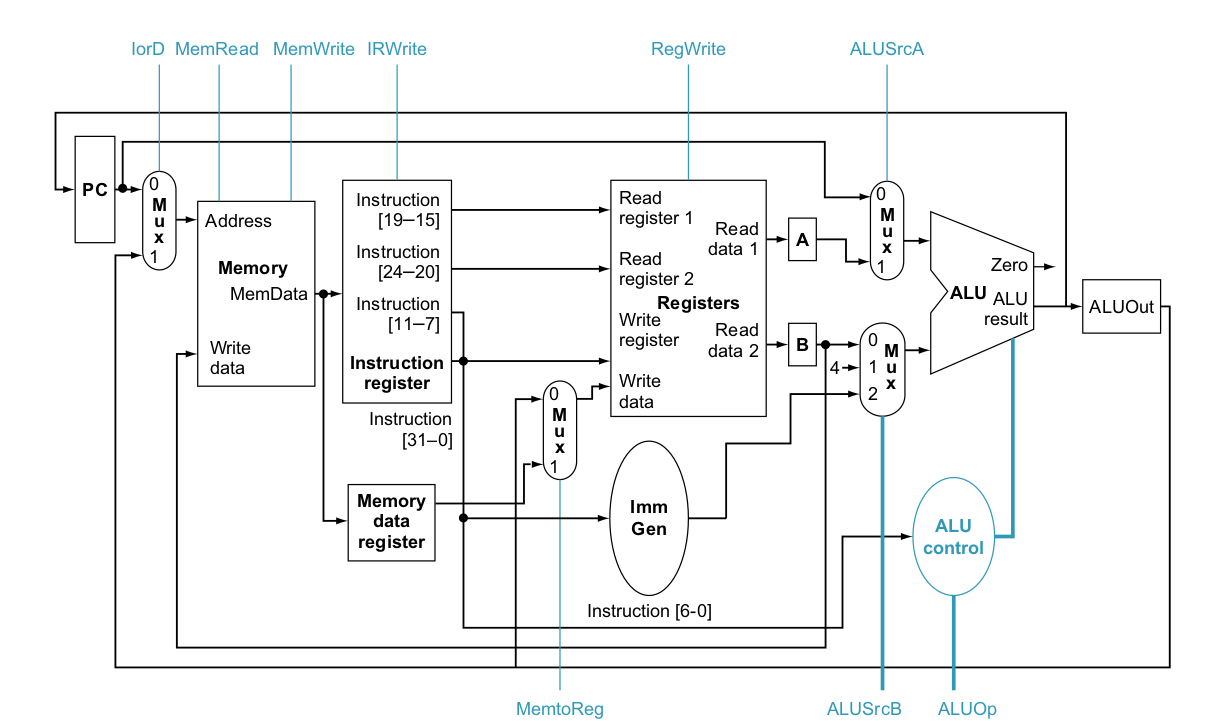 IorD MemRead MemWrite IRWrite RegWrite ALUSrcA
PC
0
M
u
x
1
Address
Memory
MemData
Write
data
Instruction
[19–15]
Instruction
[24–20]
Instruction
[11–7]
Instruction
register
Instruction
[31–0]
Memory
data
register
0
M
u
x
1
Read
register 1
Read
register 2
Registers
Write
register
Write
data
Read
data 1
Read
data 2
Imm
Gen
Instruction [6-0]
A
B
4
0
M
u
x
1
0
1
2
M
u
x
Zero
ALU
ALU
result
ALUOut
ALU
control
MemtoReg ALUSrcB ALUOp